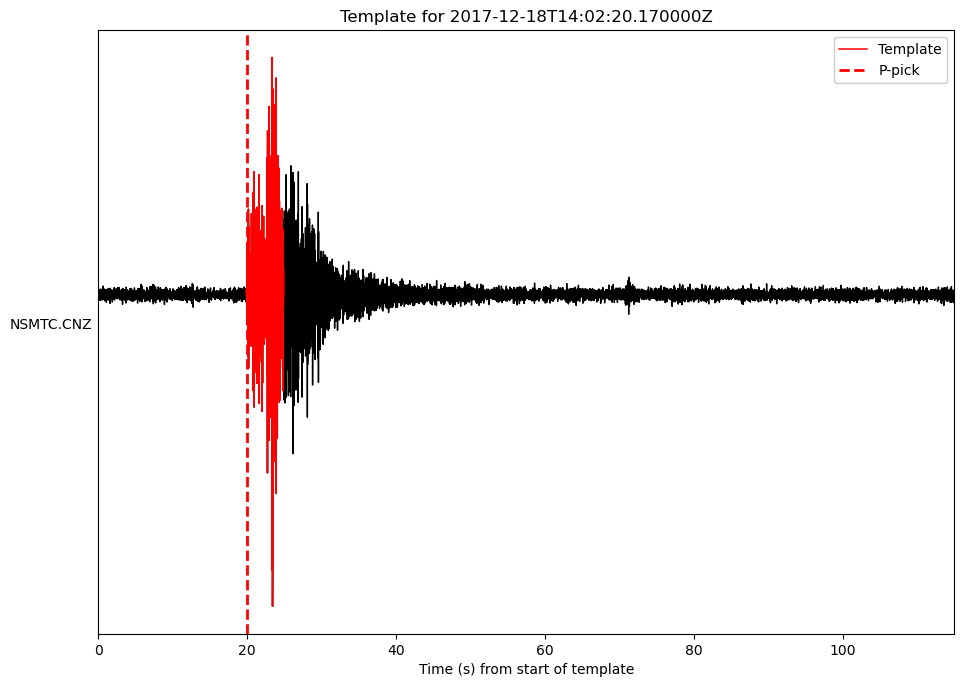 Template for 2017-12-18T14:02:20.170000Z
Template
P-pick
NSMTC.CNZ
0 20 40 60 80 100
Time (s) from start of template